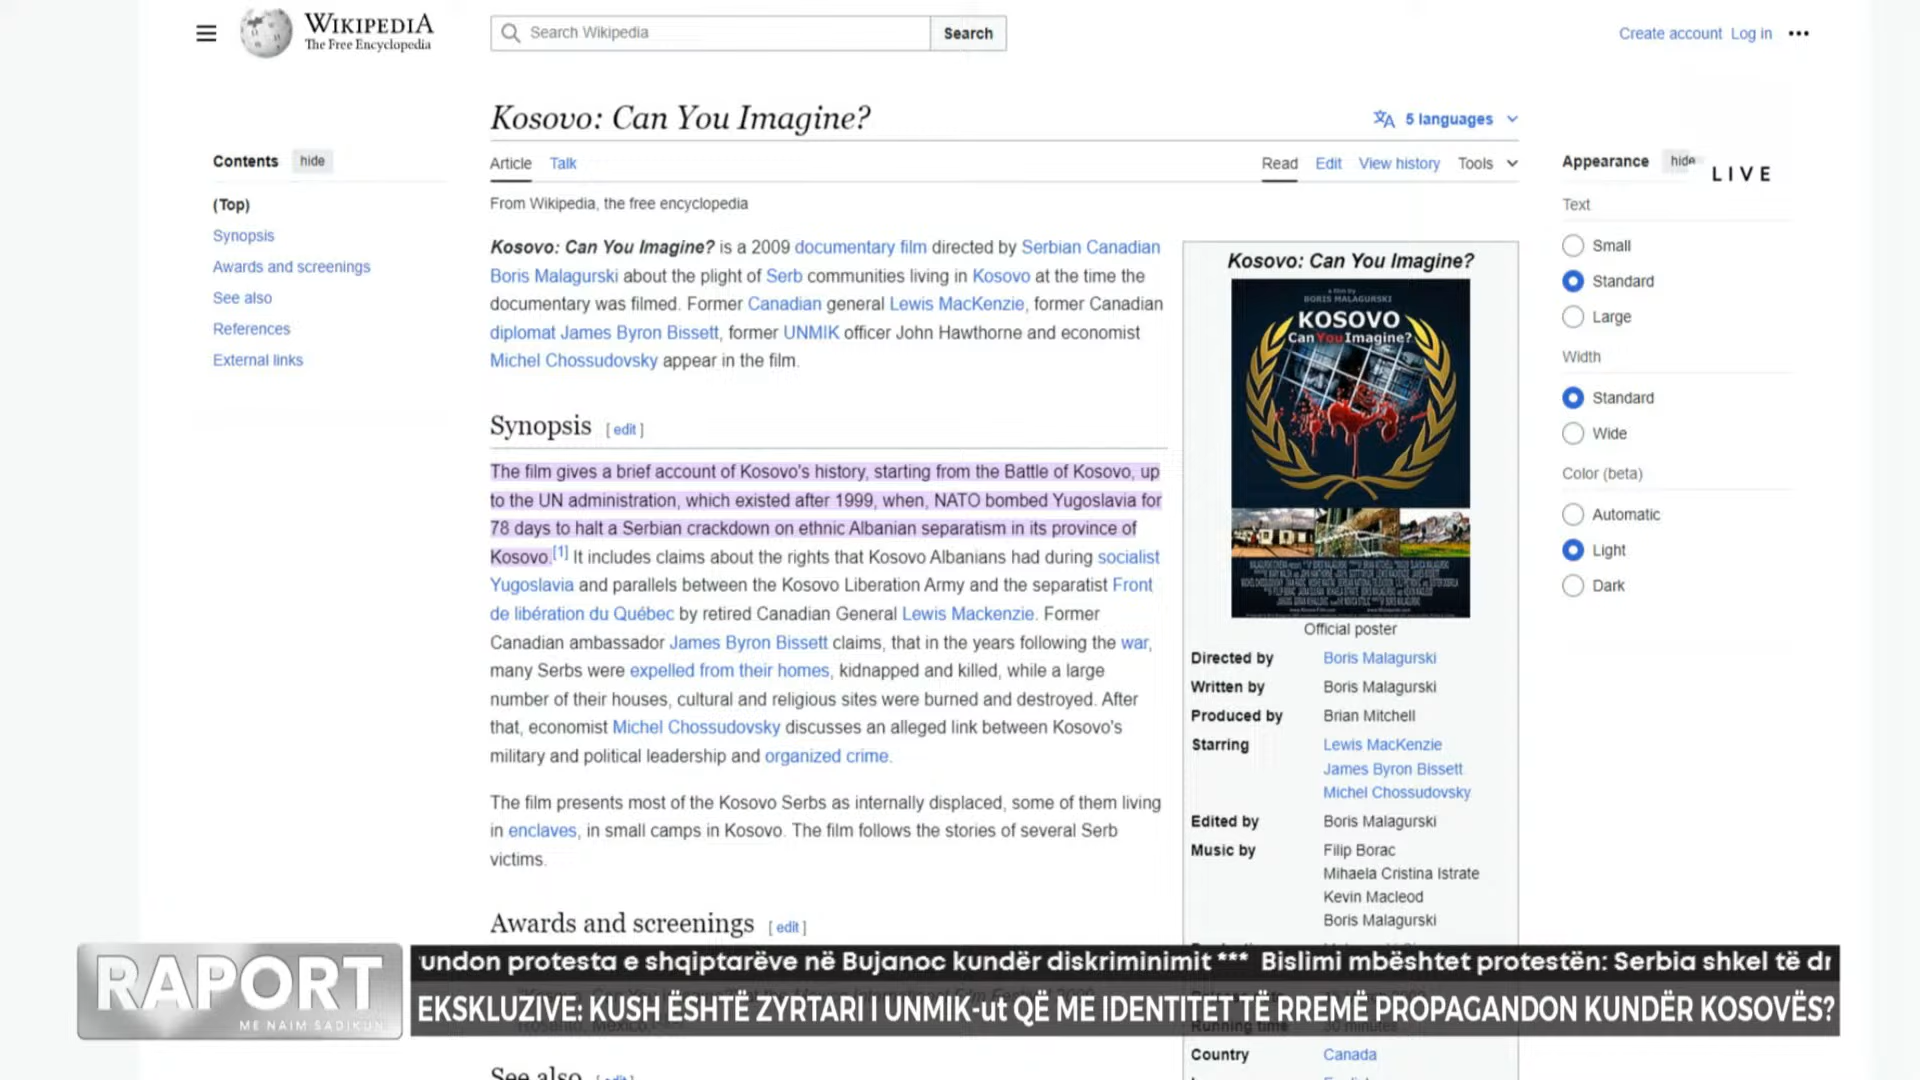 WIKIPEDIA
The Free Encyclopedia
Search Wikipedia
Search
Create account Log in
Kosovo: Can You Imagine?
5 languages
Contents hide
Article Talk
Read Edit View history Tools
Appearance hide
LIVE
(Top)
Synopsis
Awards and screenings
See also
References
External links
From Wikipedia, the free encyclopedia
Kosovo: Can You Imagine? is a 2009 documentary film directed by Serbian Canadian
Boris Malagurski about the plight of Serb communities living in Kosovo at the time the
documentary was filmed. Former Canadian general Lewis MacKenzie, former Canadian
diplomat James Byron Bissett, former UNMIK officer John Hawthorne and economist
Michel Chossudovsky appear in the film.
Synopsis [ edit ]
The film gives a brief account of Kosovo's history, starting from the Battle of Kosovo, up
to the UN administration, which existed after 1999, when, NATO bombed Yugoslavia for
78 days to halt a Serbian crackdown on ethnic Albanian separatism in its province of
Kosovo.[1] It includes claims about the rights that Kosovo Albanians had during socialist
Yugoslavia and parallels between the Kosovo Liberation Army and the separatist Front
de libération du Québec by retired Canadian General Lewis Mackenzie. Former
Canadian ambassador James Byron Bissett claims, that in the years following the war,
many Serbs were expelled from their homes, kidnapped and killed, while a large
number of their houses, cultural and religious sites were burned and destroyed. After
that, economist Michel Chossudovsky discusses an alleged link between Kosovo's
military and political leadership and organized crime.
The film presents most of the Kosovo Serbs as internally displaced, some of them living
in enclaves, in small camps in Kosovo. The film follows the stories of several Serb
victims.
Awards and screenings [ edit ]
See also [ edit ]
Kosovo: Can You Imagine?
a film by
BORIS MALAGURSKI
KOSOVO
Can You Imagine?
Official poster
Directed by Boris Malagurski
Written by Boris Malagurski
Produced by Brian Mitchell
Starring Lewis MacKenzie
James Byron Bissett
Michel Chossudovsky
Edited by Boris Malagurski
Music by Filip Borac
Mihaela Cristina Istrate
Kevin Macleod
Boris Malagurski
Running time 30 minutes
Country Canada
Text
Small
Standard
Large
Width
Standard
Wide
Color (beta)
Automatic
Light
Dark
RAPORT
ME NAIM SADIKUN
undon protesta e shqiptarëve në Bujanoc kundër diskriminimit *** Bislimi mbështet protestën: Serbia shkel të dr
EKSKLUZIVE: KUSH ËSHTË ZYRTARI I UNMIK-ut QË ME IDENTITET TË RREMË PROPAGANDON KUNDËR KOSOVËS?